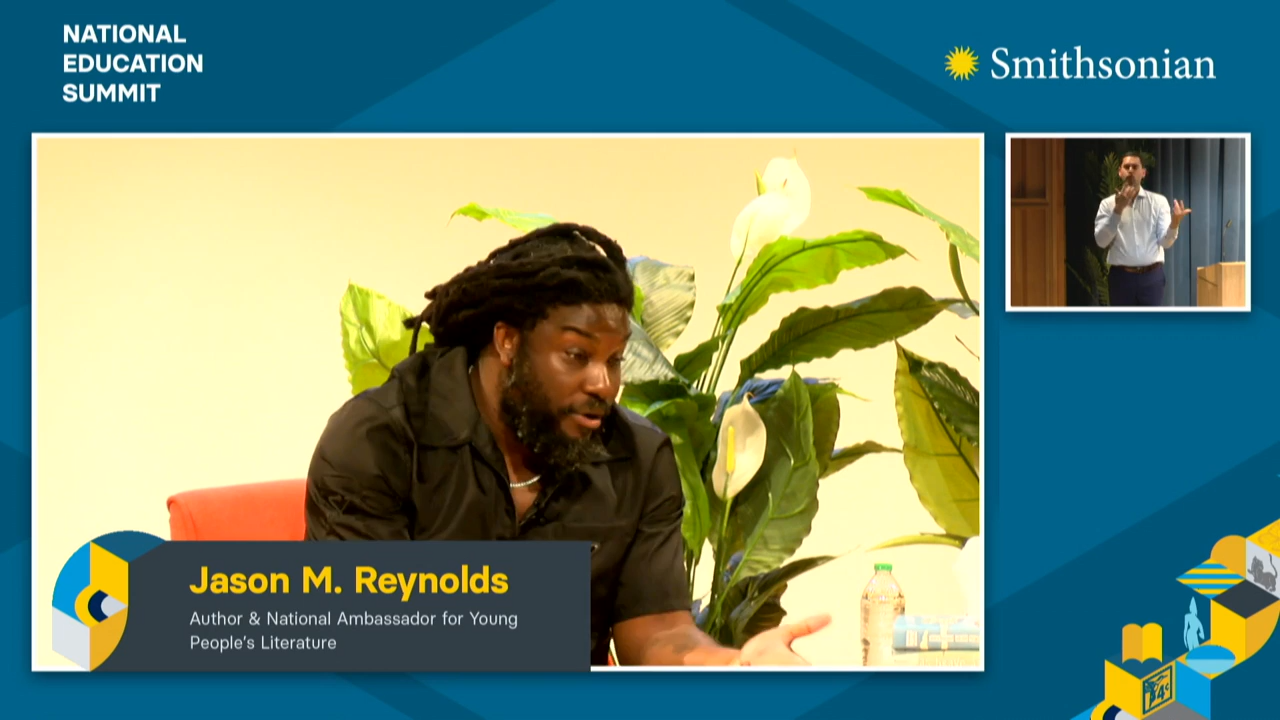 NATIONAL
EDUCATION
SUMMIT
Smithsonian
Jason M. Reynolds
Author & National Ambassador for Young
People's Literature